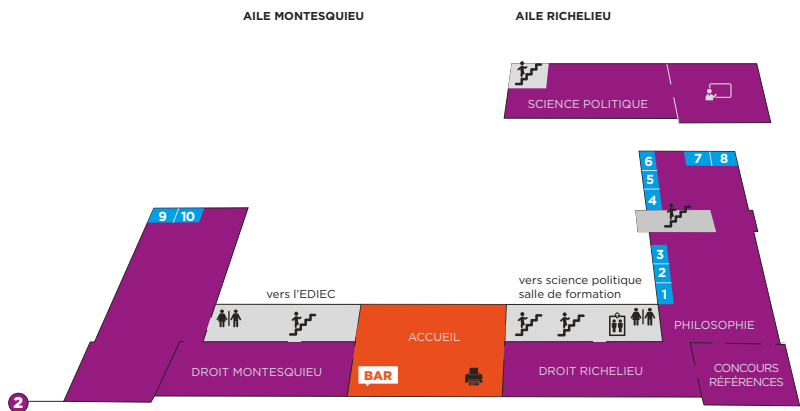 AILE MONTESQUIEU
AILE RICHELIEU
SCIENCE POLITIQUE
6
7
8
5
4
9 / 10
3
2
1
vers l'EDIEC
vers science politique
salle de formation
PHILOSOPHIE
ACCUEIL
DROIT MONTESQUIEU
BAR
DROIT RICHELIEU
CONCOURS
RÉFÉRENCES
2